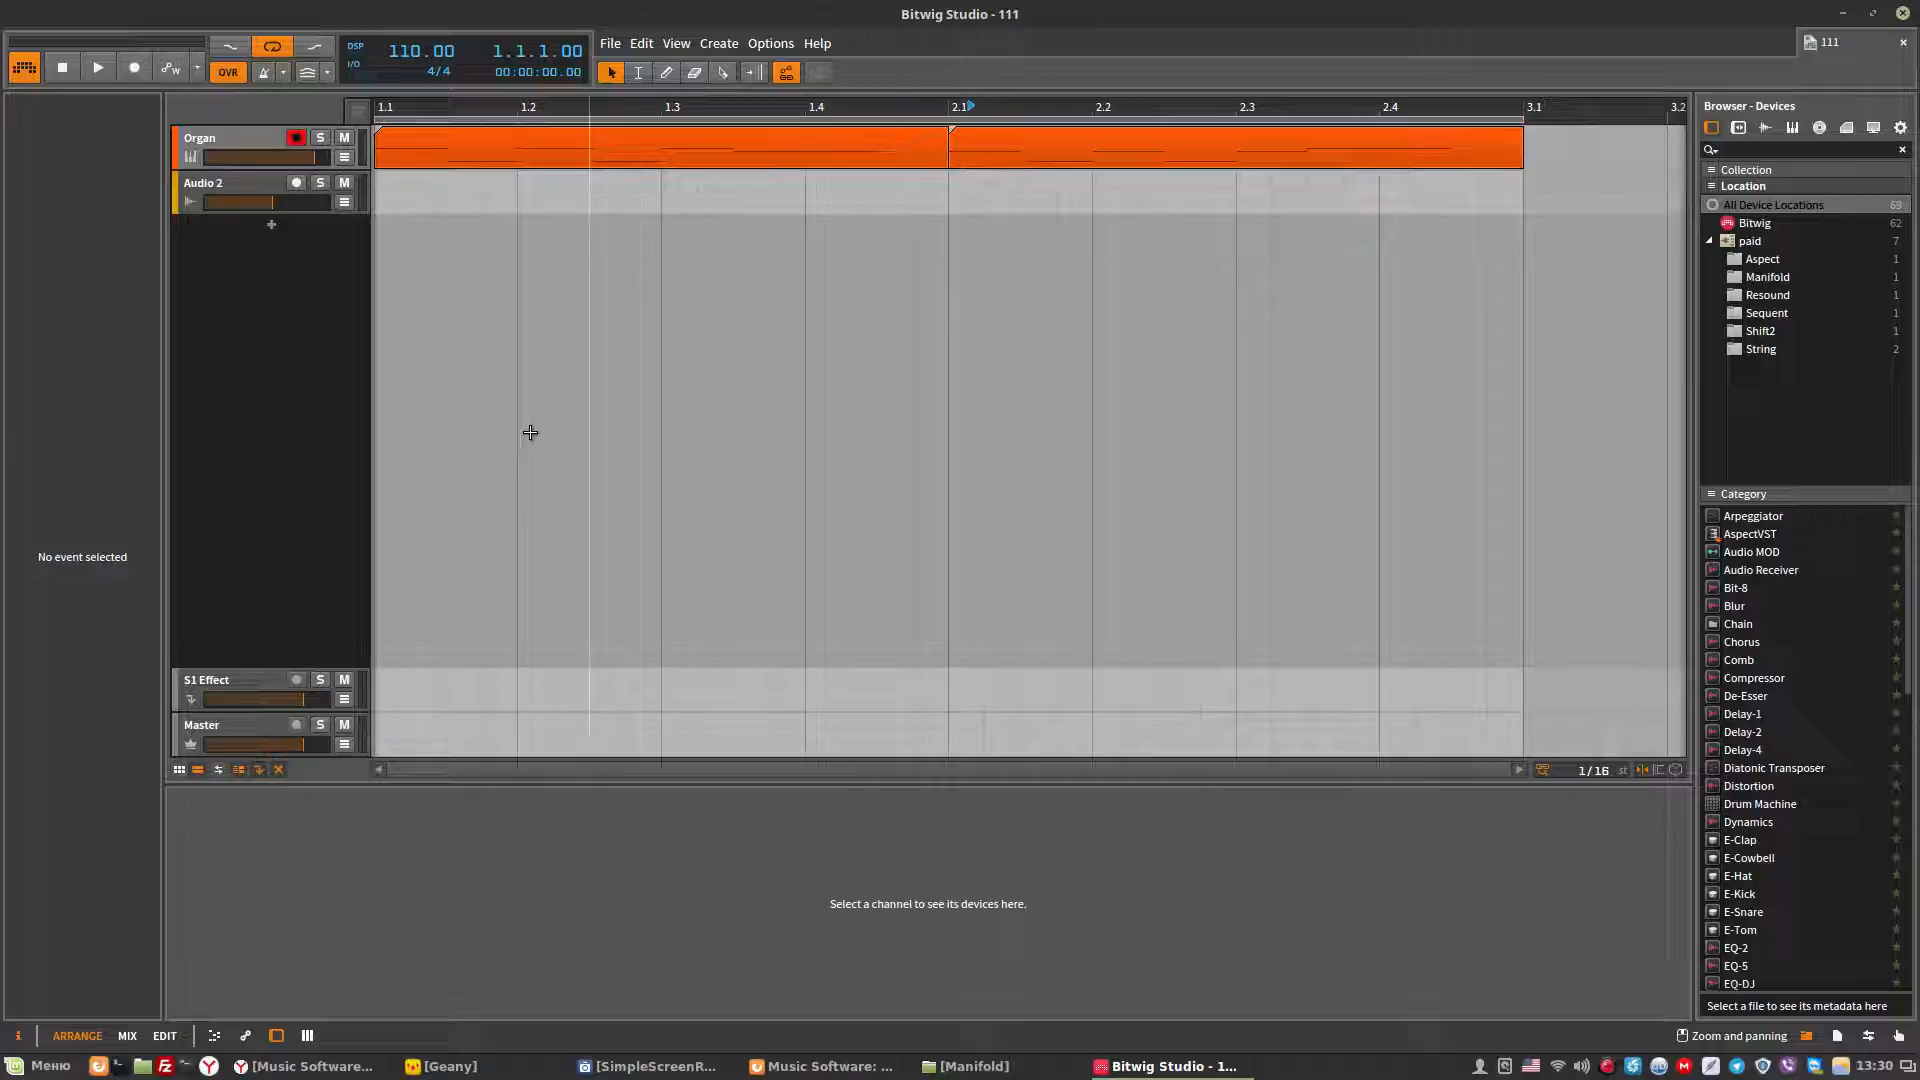 Bitwig Studio - 111
DSP
110.00
1.1.1.00
I/O
4/4
00:00:00.00
OVR
File Edit View Create Options Help
111
1.1 1.2 1.3 1.4 2.1 2.2 2.3 2.4 3.1 3.2
Organ
S M
Audio 2
S M
No event selected
S1 Effect
S M
Master
S M
1/16 st
Select a channel to see its devices here.
Browser - Devices
Collection
Location
All Device Locations 69
Bitwig 62
paid 7
Aspect 1
Manifold 1
Resound 1
Sequent 1
Shift2 1
String 2
Category
Arpeggiator
AspectVST
Audio MOD
Audio Receiver
Bit-8
Blur
Chain
Chorus
Comb
Compressor
De-Esser
Delay-1
Delay-2
Delay-4
Diatonic Transposer
Distortion
Drum Machine
Dynamics
E-Clap
E-Cowbell
E-Hat
E-Kick
E-Snare
E-Tom
EQ-2
EQ-5
EQ-DJ
Select a file to see its metadata here
i ARRANGE MIX EDIT
Zoom and panning
Меню
[Music Software...
[Geany]
[SimpleScreenR...
Music Software: ...
[Manifold]
Bitwig Studio - 1...
13:30